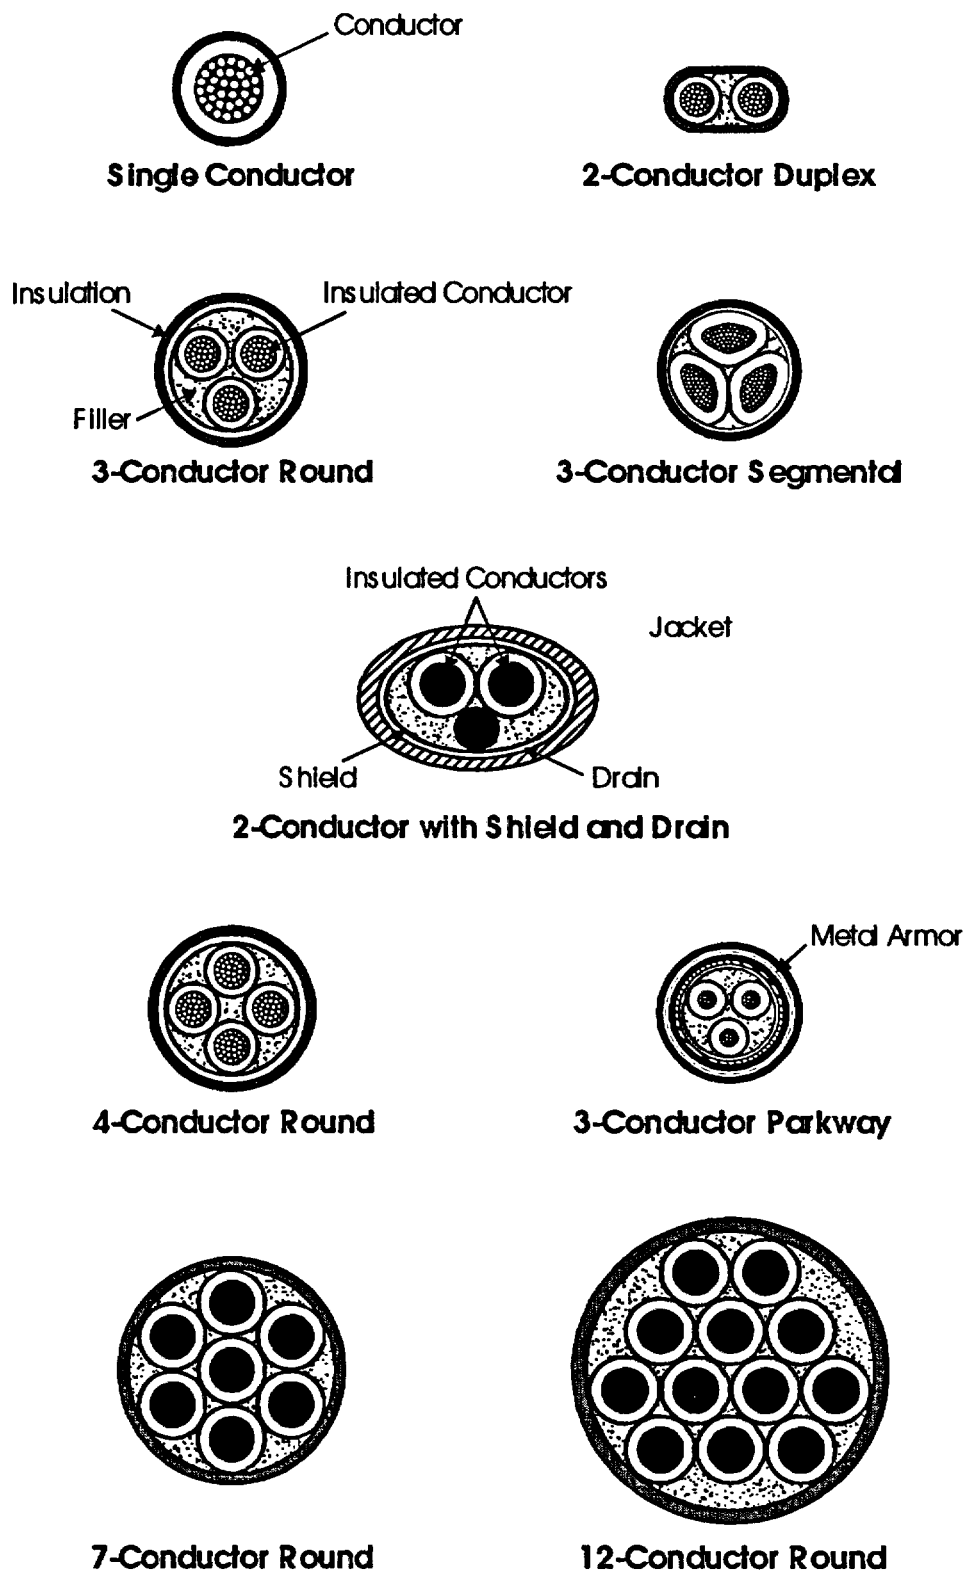 Conductor
Single Conductor
2-Conductor Duplex
Insulation
Insulated Conductor
Filler
3-Conductor Round
3-Conductor Segmental
Insulated Conductors
Jacket
Shield
Drain
2-Conductor with Shield and Drain
Metal Armor
4-Conductor Round
3-Conductor Parkway
7-Conductor Round
12-Conductor Round